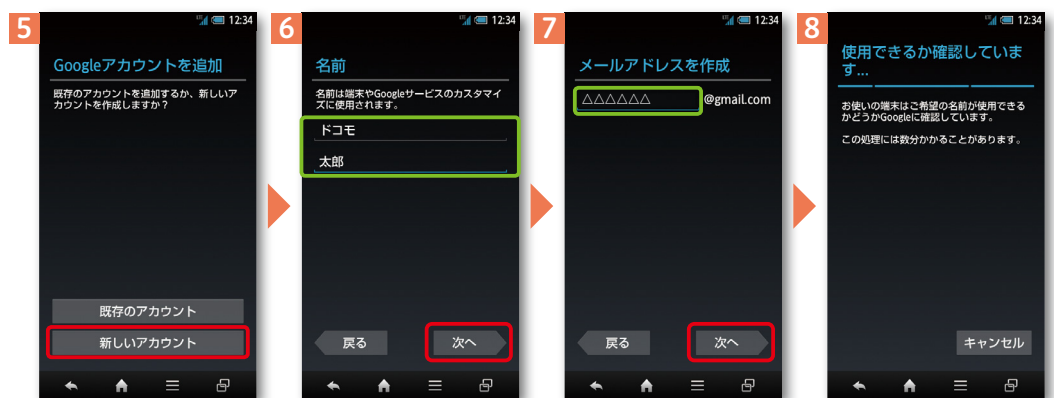 5
12:34
Googleアカウントを追加
既存のアカウントを追加するか、新しいア
カウントを作成しますか?
既存のアカウント
新しいアカウント
6
12:34
名前
名前は端末やGoogleサービスのカスタマイ
ズに使用されます。
ドコモ
太郎
戻る
次へ
7
12:34
メールアドレスを作成
△△△△△△ @gmail.com
戻る
次へ
8
12:34
使用できるか確認していま
す...
お使いの端末はご希望の名前が使用できる
かどうかGoogleに確認しています。
この処理には数分かかることがあります。
キャンセル